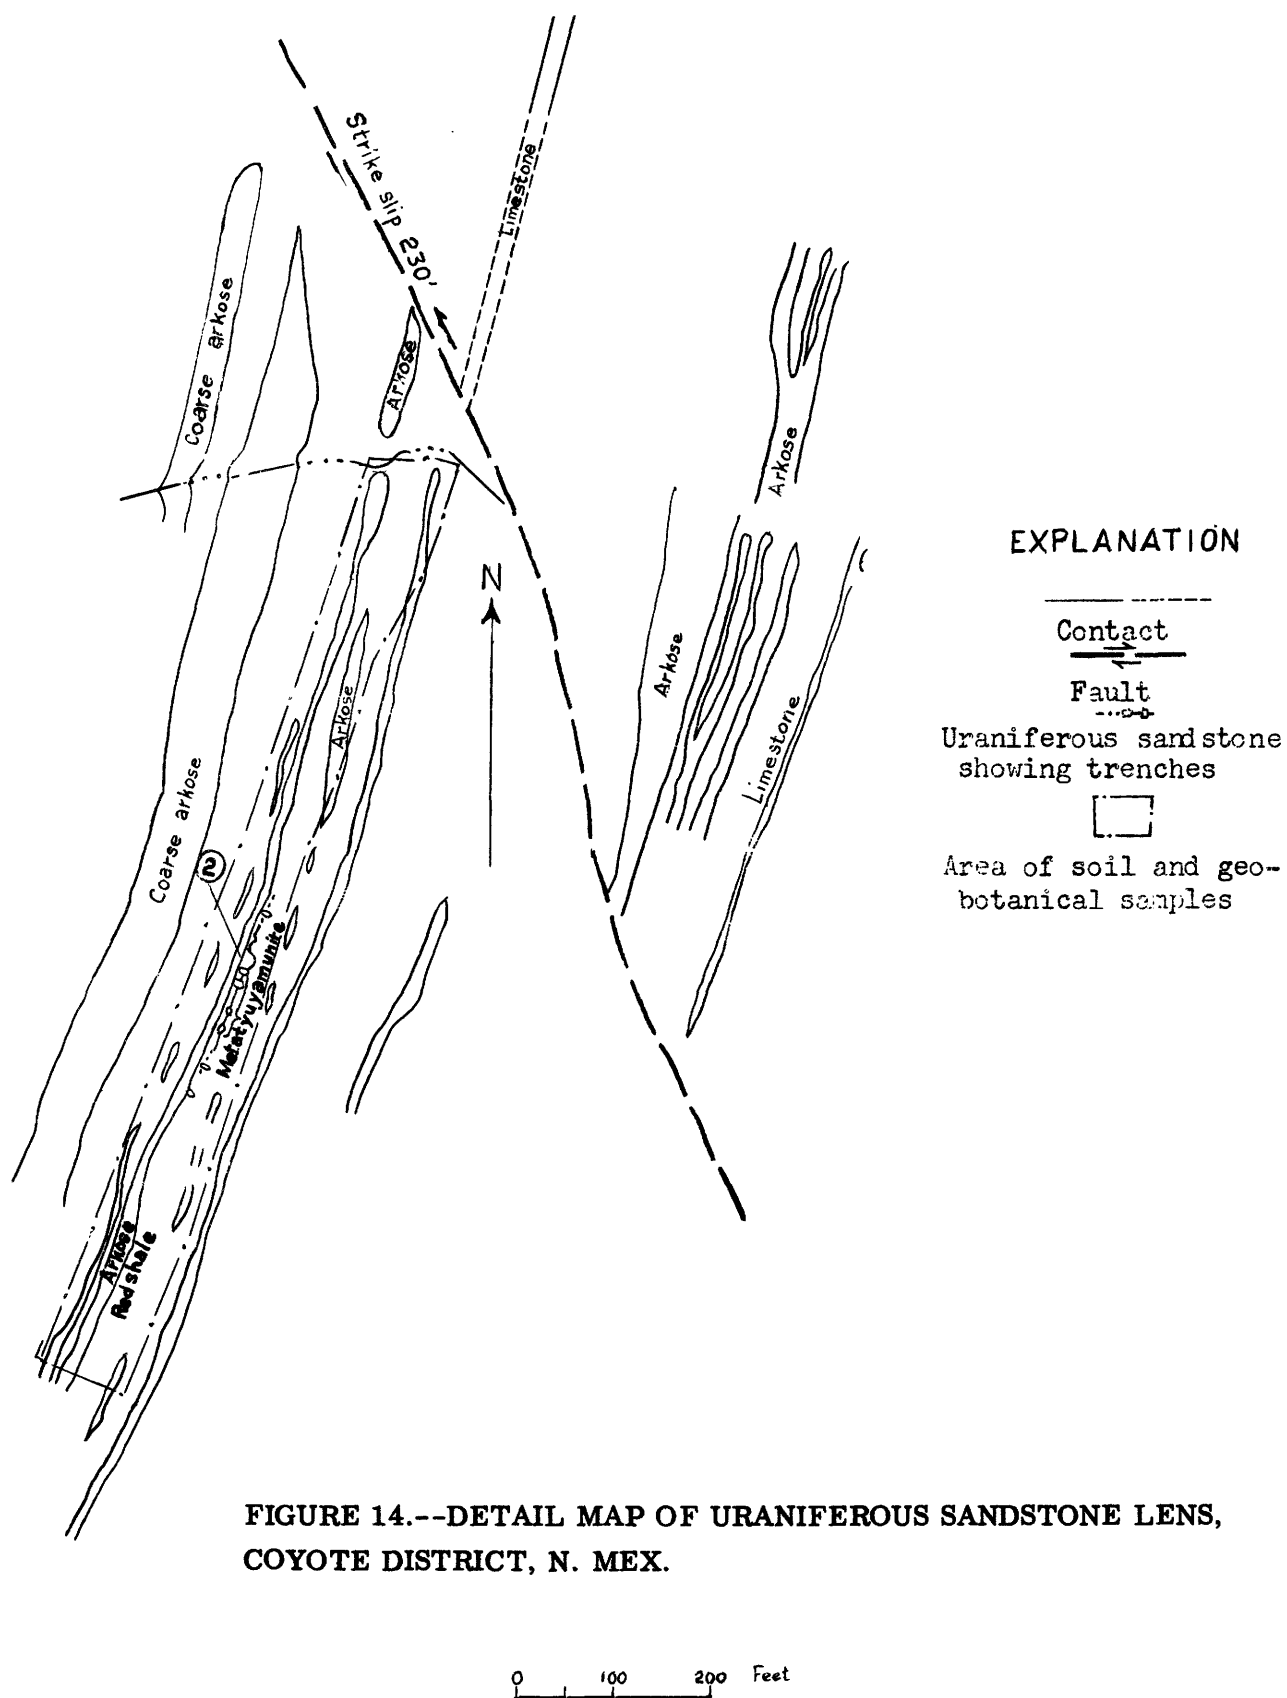 Strike slip 230'
Limestone
Coarse arkose
Arkose
Arkose
N
EXPLANATION
Contact
Fault
Uraniferous sandstone
showing trenches
Area of soil and geo-
botanical samples
Arkose
Arkose
Limestone
Coarse arkose
2
Metatyuyamunite
Arkose
Red shale
FIGURE 14.--DETAIL MAP OF URANIFEROUS SANDSTONE LENS,
COYOTE DISTRICT, N. MEX.
0 100 200 Feet